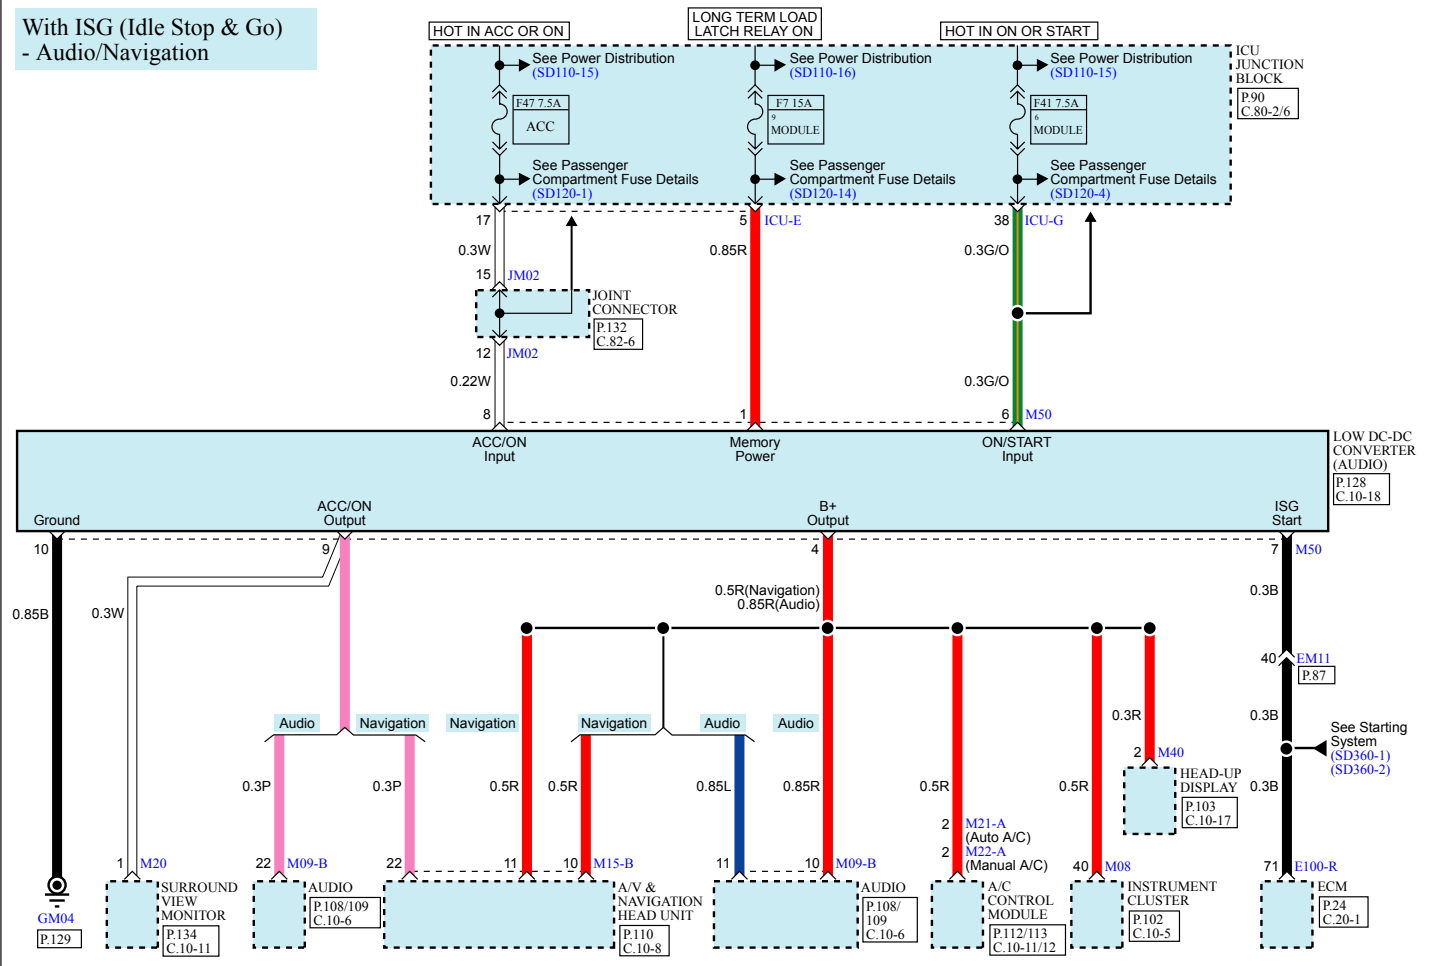 With ISG (Idle Stop & Go)
- Audio/Navigation
HOT IN ACC OR ON
LONG TERM LOAD
LATCH RELAY ON
HOT IN ON OR START
See Power Distribution
(SD110-15)
See Power Distribution
(SD110-16)
See Power Distribution
(SD110-15)
ICU
JUNCTION
BLOCK
P.90
C.80-2/6
F47 7.5A
ACC
F7 15A
9
MODULE
F41 7.5A
6
MODULE
See Passenger
Compartment Fuse Details
(SD120-1)
See Passenger
Compartment Fuse Details
(SD120-14)
See Passenger
Compartment Fuse Details
(SD120-4)
17
5
ICU-E
38
ICU-G
0.3W
0.85R
0.3G/O
15
JM02
JOINT
CONNECTOR
P.132
C.82-6
12
JM02
0.22W
0.3G/O
8
1
6
M50
ACC/ON
Input
Memory
Power
ON/START
Input
LOW DC-DC
CONVERTER
(AUDIO)
P.128
C.10-18
Ground
ACC/ON
Output
B+
Output
ISG
Start
10
9
4
7
M50
0.85B
0.3W
0.5R(Navigation)
0.85R(Audio)
0.3B
40
EM11
P.87
Audio
Navigation
Navigation
Navigation
Audio
Audio
0.3R
0.3B
See Starting
System
(SD360-1)
(SD360-2)
2
M40
HEAD-UP
DISPLAY
P.103
C.10-17
0.3P
0.3P
0.5R
0.5R
0.85L
0.85R
0.5R
0.5R
0.3B
2
M21-A
(Auto A/C)
2
M22-A
(Manual A/C)
1
M20
22
M09-B
22
11
10
M15-B
11
10
M09-B
40
M08
71
E100-R
GM04
P.129
SURROUND
VIEW
MONITOR
P.134
C.10-11
AUDIO
P.108/109
C.10-6
A/V &
NAVIGATION
HEAD UNIT
P.110
C.10-8
AUDIO
P.108/
109
C.10-6
A/C
CONTROL
MODULE
P.112/113
C.10-11/12
INSTRUMENT
CLUSTER
P.102
C.10-5
ECM
P.24
C.20-1